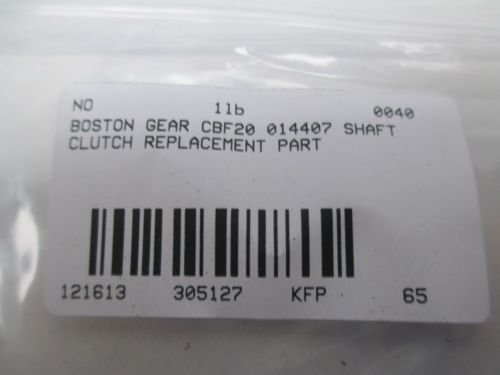 NO 1lb 0040
BOSTON GEAR CBF20 014407 SHAFT
CLUTCH REPLACEMENT PART
121613 305127 KFP 65